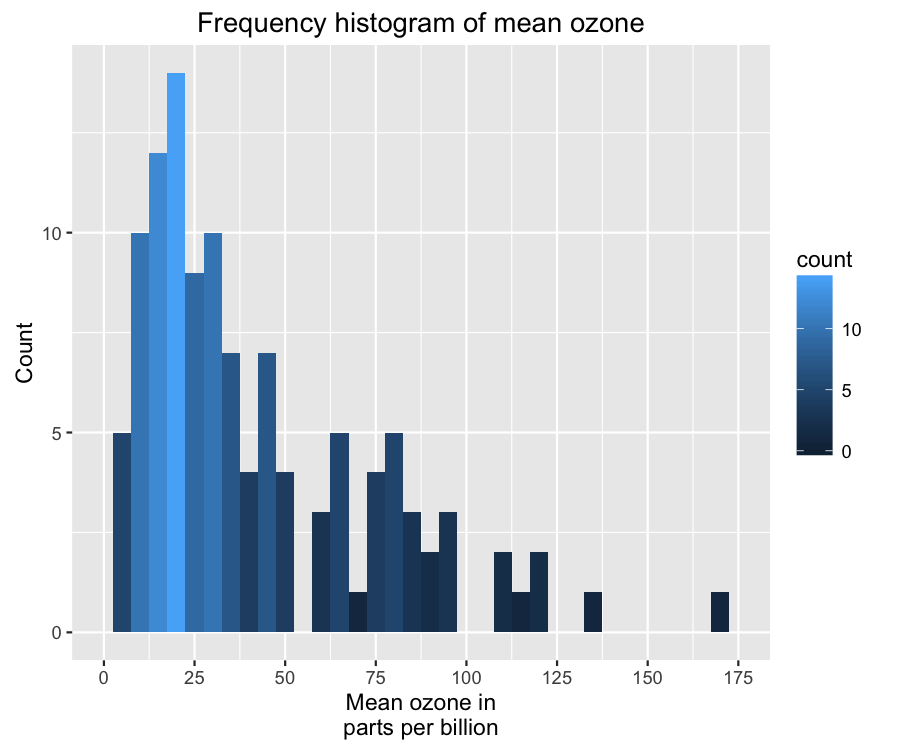 Frequency histogram of mean ozone
Count
10
5
0
0 25 50 75 100 125 150 175
Mean ozone in
parts per billion
count
10
5
0